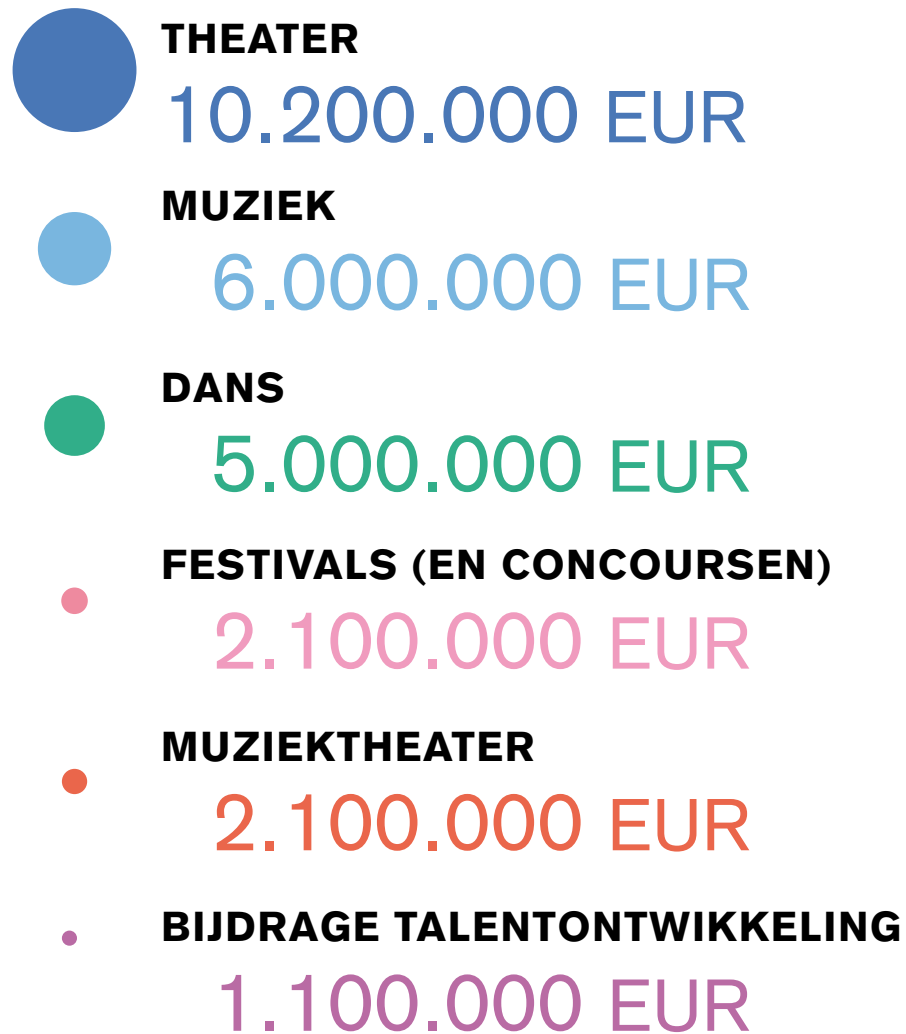 THEATER
10.200.000 EUR
MUZIEK
6.000.000 EUR
DANS
5.000.000 EUR
FESTIVALS (EN CONCOURSEN)
2.100.000 EUR
MUZIEKTHEATER
2.100.000 EUR
BIJDRAGE TALENTONTWIKKELING
1.100.000 EUR